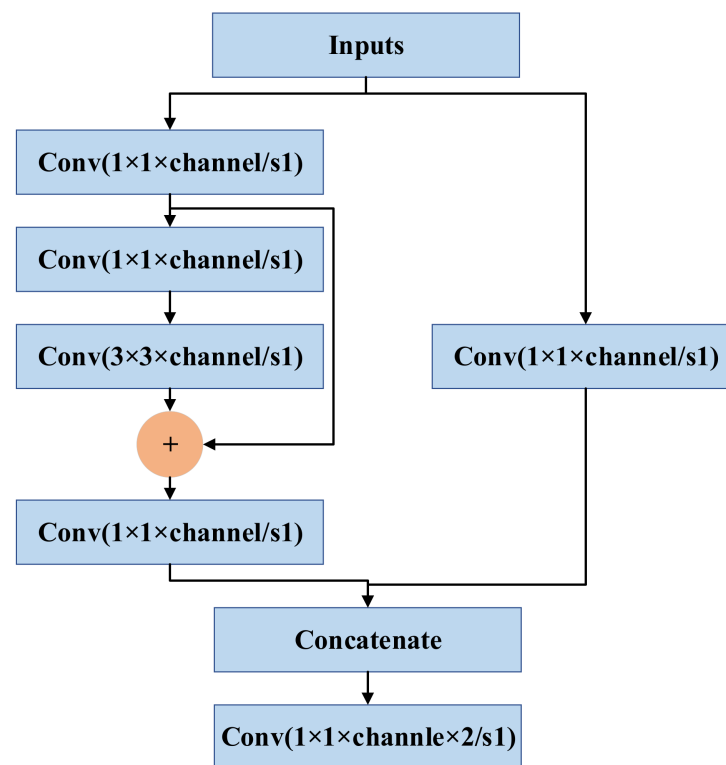 Inputs
Conv(1×1×channel/s1)
Conv(1×1×channel/s1)
Conv(3×3×channel/s1)
Conv(1×1×channel/s1)
+
Conv(1×1×channel/s1)
Concatenate
Conv(1×1×channle×2/s1)